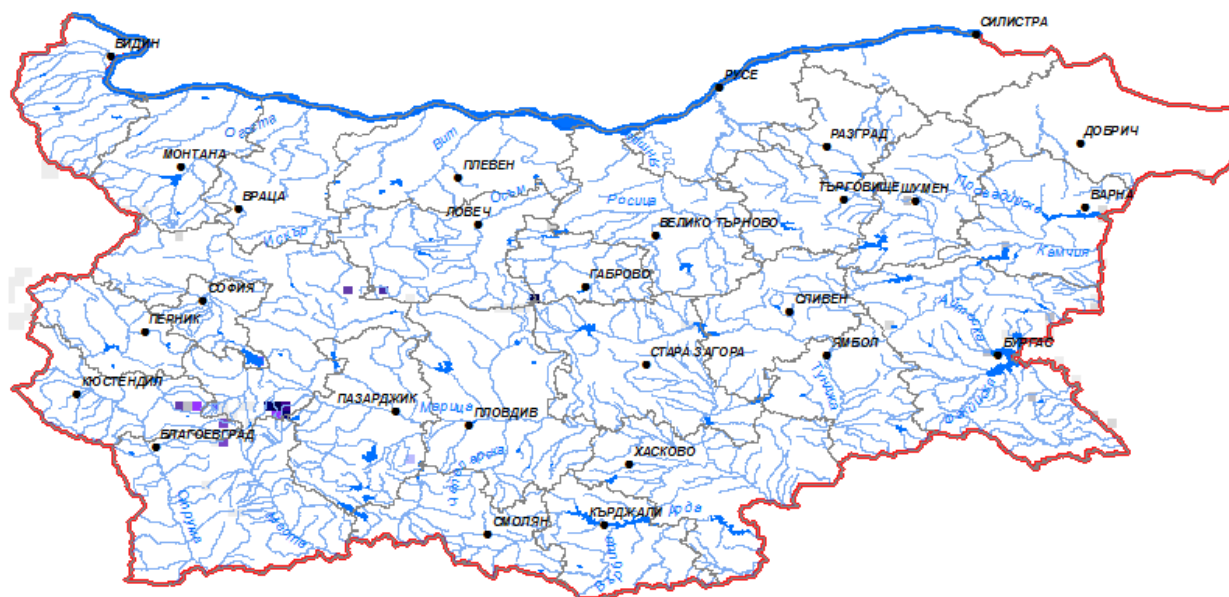 СИЛИСТРА
ВИДИН
РУСЕ
Огоста
Вит
РАЗГРАД
ДОБРИЧ
МОНТАНА
ПЛЕВЕН
ТЪРГОВИЩЕ
ШУМЕН
Провадийска
ВАРНА
ВРАЦА
Осъм
Росица
ЛОВЕЧ
Искър
ВЕЛИКО ТЪРНОВО
Камчия
ГАБРОВО
СОФИЯ
СЛИВЕН
ПЕРНИК
БУРГАС
ЯМБОЛ
СТАРА ЗАГОРА
Тунджа
КЮСТЕНДИЛ
ПАЗАРДЖИК
Марица
ПЛОВДИВ
БЛАГОЕВГРАД
ХАСКОВО
Струма
Места
СМОЛЯН
КЪРДЖАЛИ